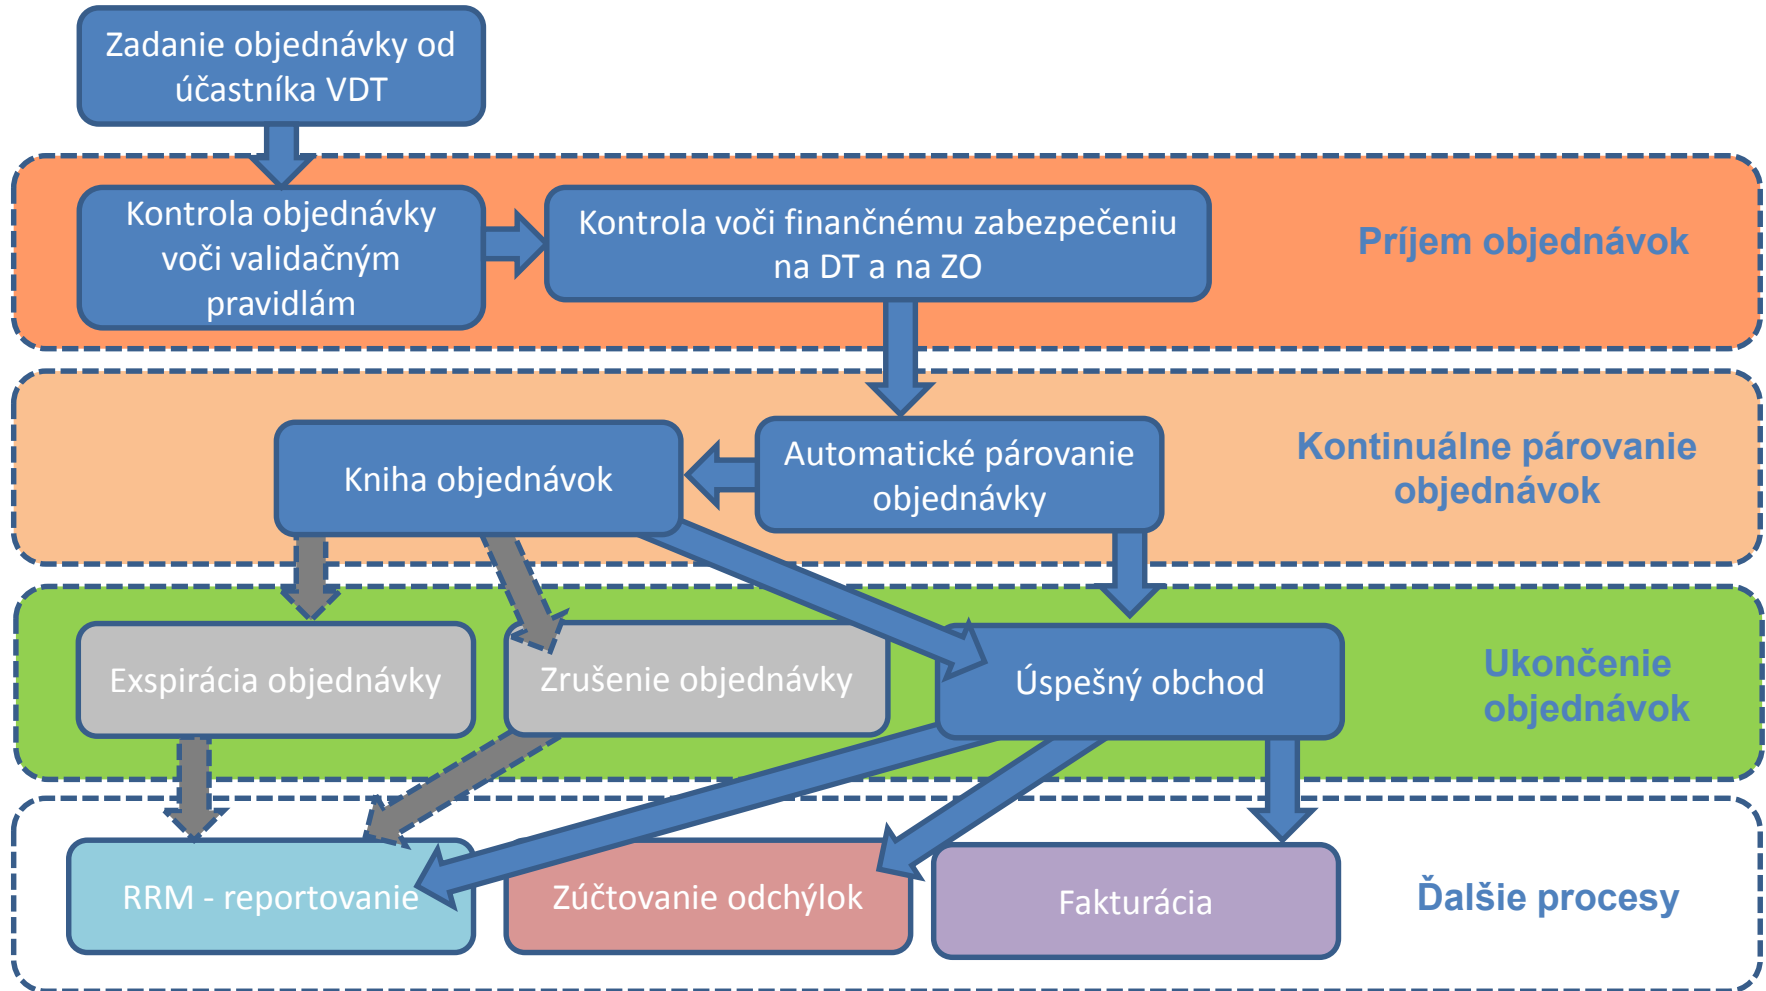 Zadanie objednávky od
účastníka VDT
Kontrola objednávky
voči validačným
pravidlám
Kontrola voči finančnému zabezpečeniu
na DT a na ZO
Príjem objednávok
Kniha objednávok
Automatické párovanie
objednávky
Kontinuálne párovanie
objednávok
Exspirácia objednávky
Zrušenie objednávky
Úspešný obchod
Ukončenie
objednávok
RRM - reportovanie
Zúčtovanie odchýlok
Fakturácia
Ďalšie procesy